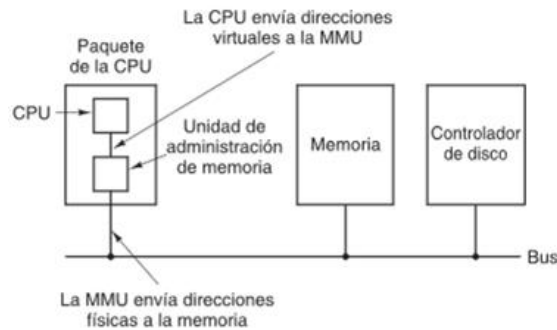 La CPU envía direcciones
virtuales a la MMU
Paquete
de la CPU
CPU
Unidad de
administración
de memoria
Memoria
Controlador
de disco
Bus
La MMU envía direcciones
físicas a la memoria